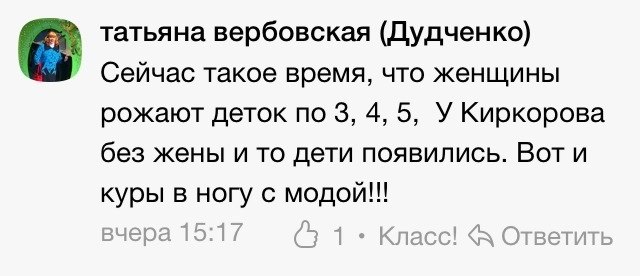 татьяна вербовская (Дудченко)
Сейчас такое время, что женщины
рожают деток по 3, 4, 5,  У Киркорова
без жены и то дети появились. Вот и
куры в ногу с модой!!!
вчера 15:17 1 • Класс! Ответить